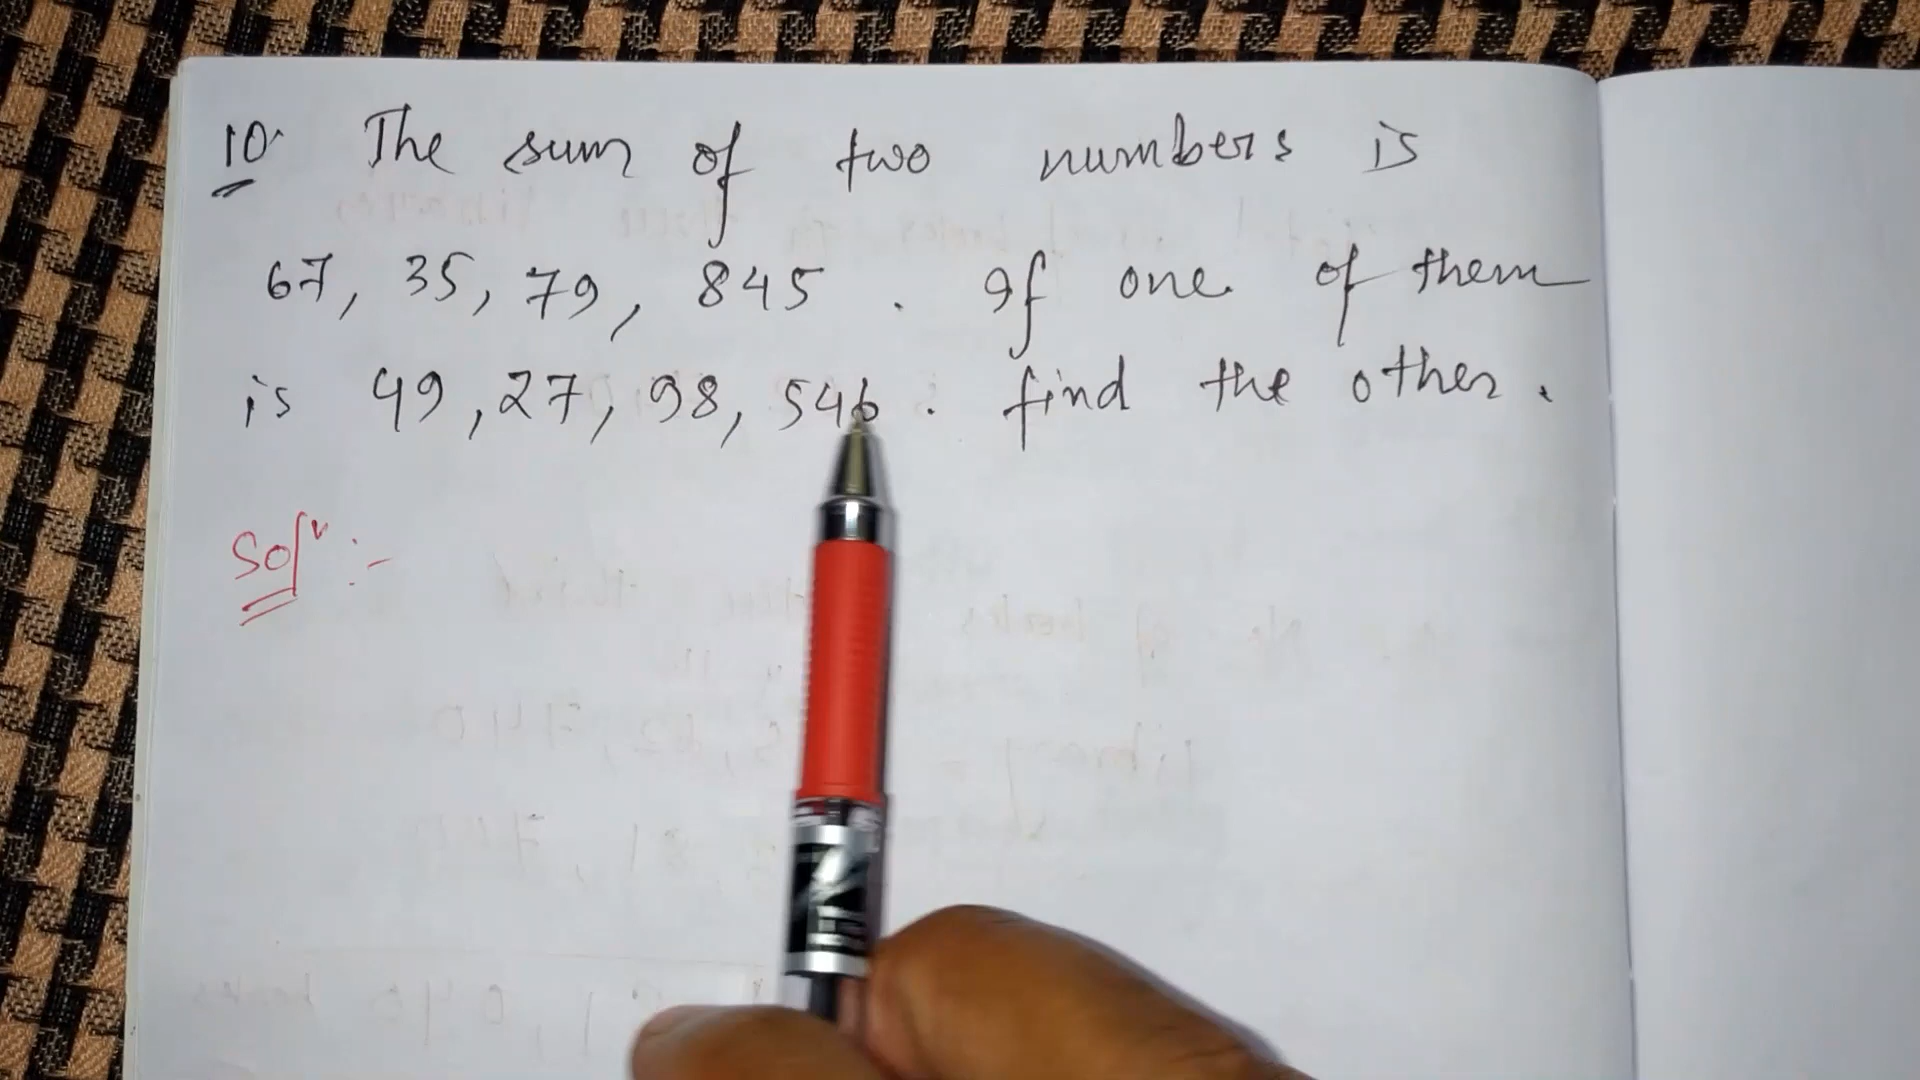 10. The sum of two numbers is
67, 35, 79, 845. If one of them
is 49, 27, 98, 546. find the other.
Solⁿ :-